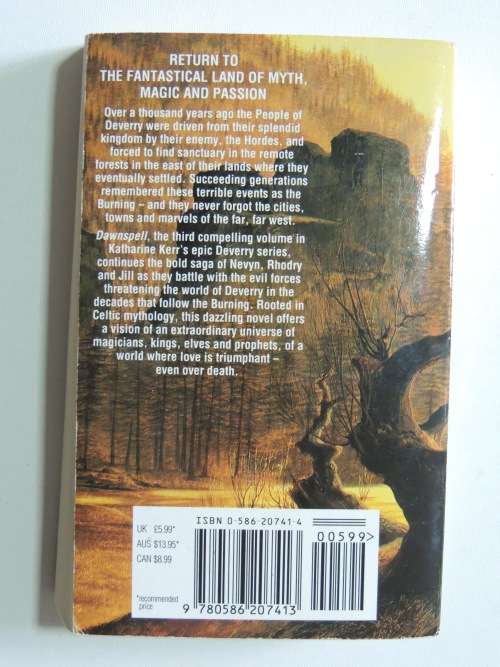 RETURN TO
THE FANTASTICAL LAND OF MYTH,
MAGIC AND PASSION
Over a thousand years ago the People of
Deverry were driven from their splendid
kingdom by their enemy, the Hordes, and
forced to find sanctuary in the remote
forests in the east of their lands where they
eventually settled. Succeeding generations
remembered these terrible events as the
Burning – and they never forgot the cities,
towns and marvels of the far, far west.
Dawnspell, the third compelling volume in
Katharine Kerr's epic Deverry series,
continues the bold saga of Nevyn, Rhodry
and Jill as they battle with the evil forces
threatening the world of Deverry in the
decades that follow the Burning. Rooted in
Celtic mythology, this dazzling novel offers
a vision of an extraordinary universe of
magicians, kings, elves and prophets, of a
world where love is triumphant –
even over death.
UK £5.99*
AUS $13.95*
CAN $8.99
*recommended
price
ISBN 0-586-20741-4
00599>
9 780586 207413